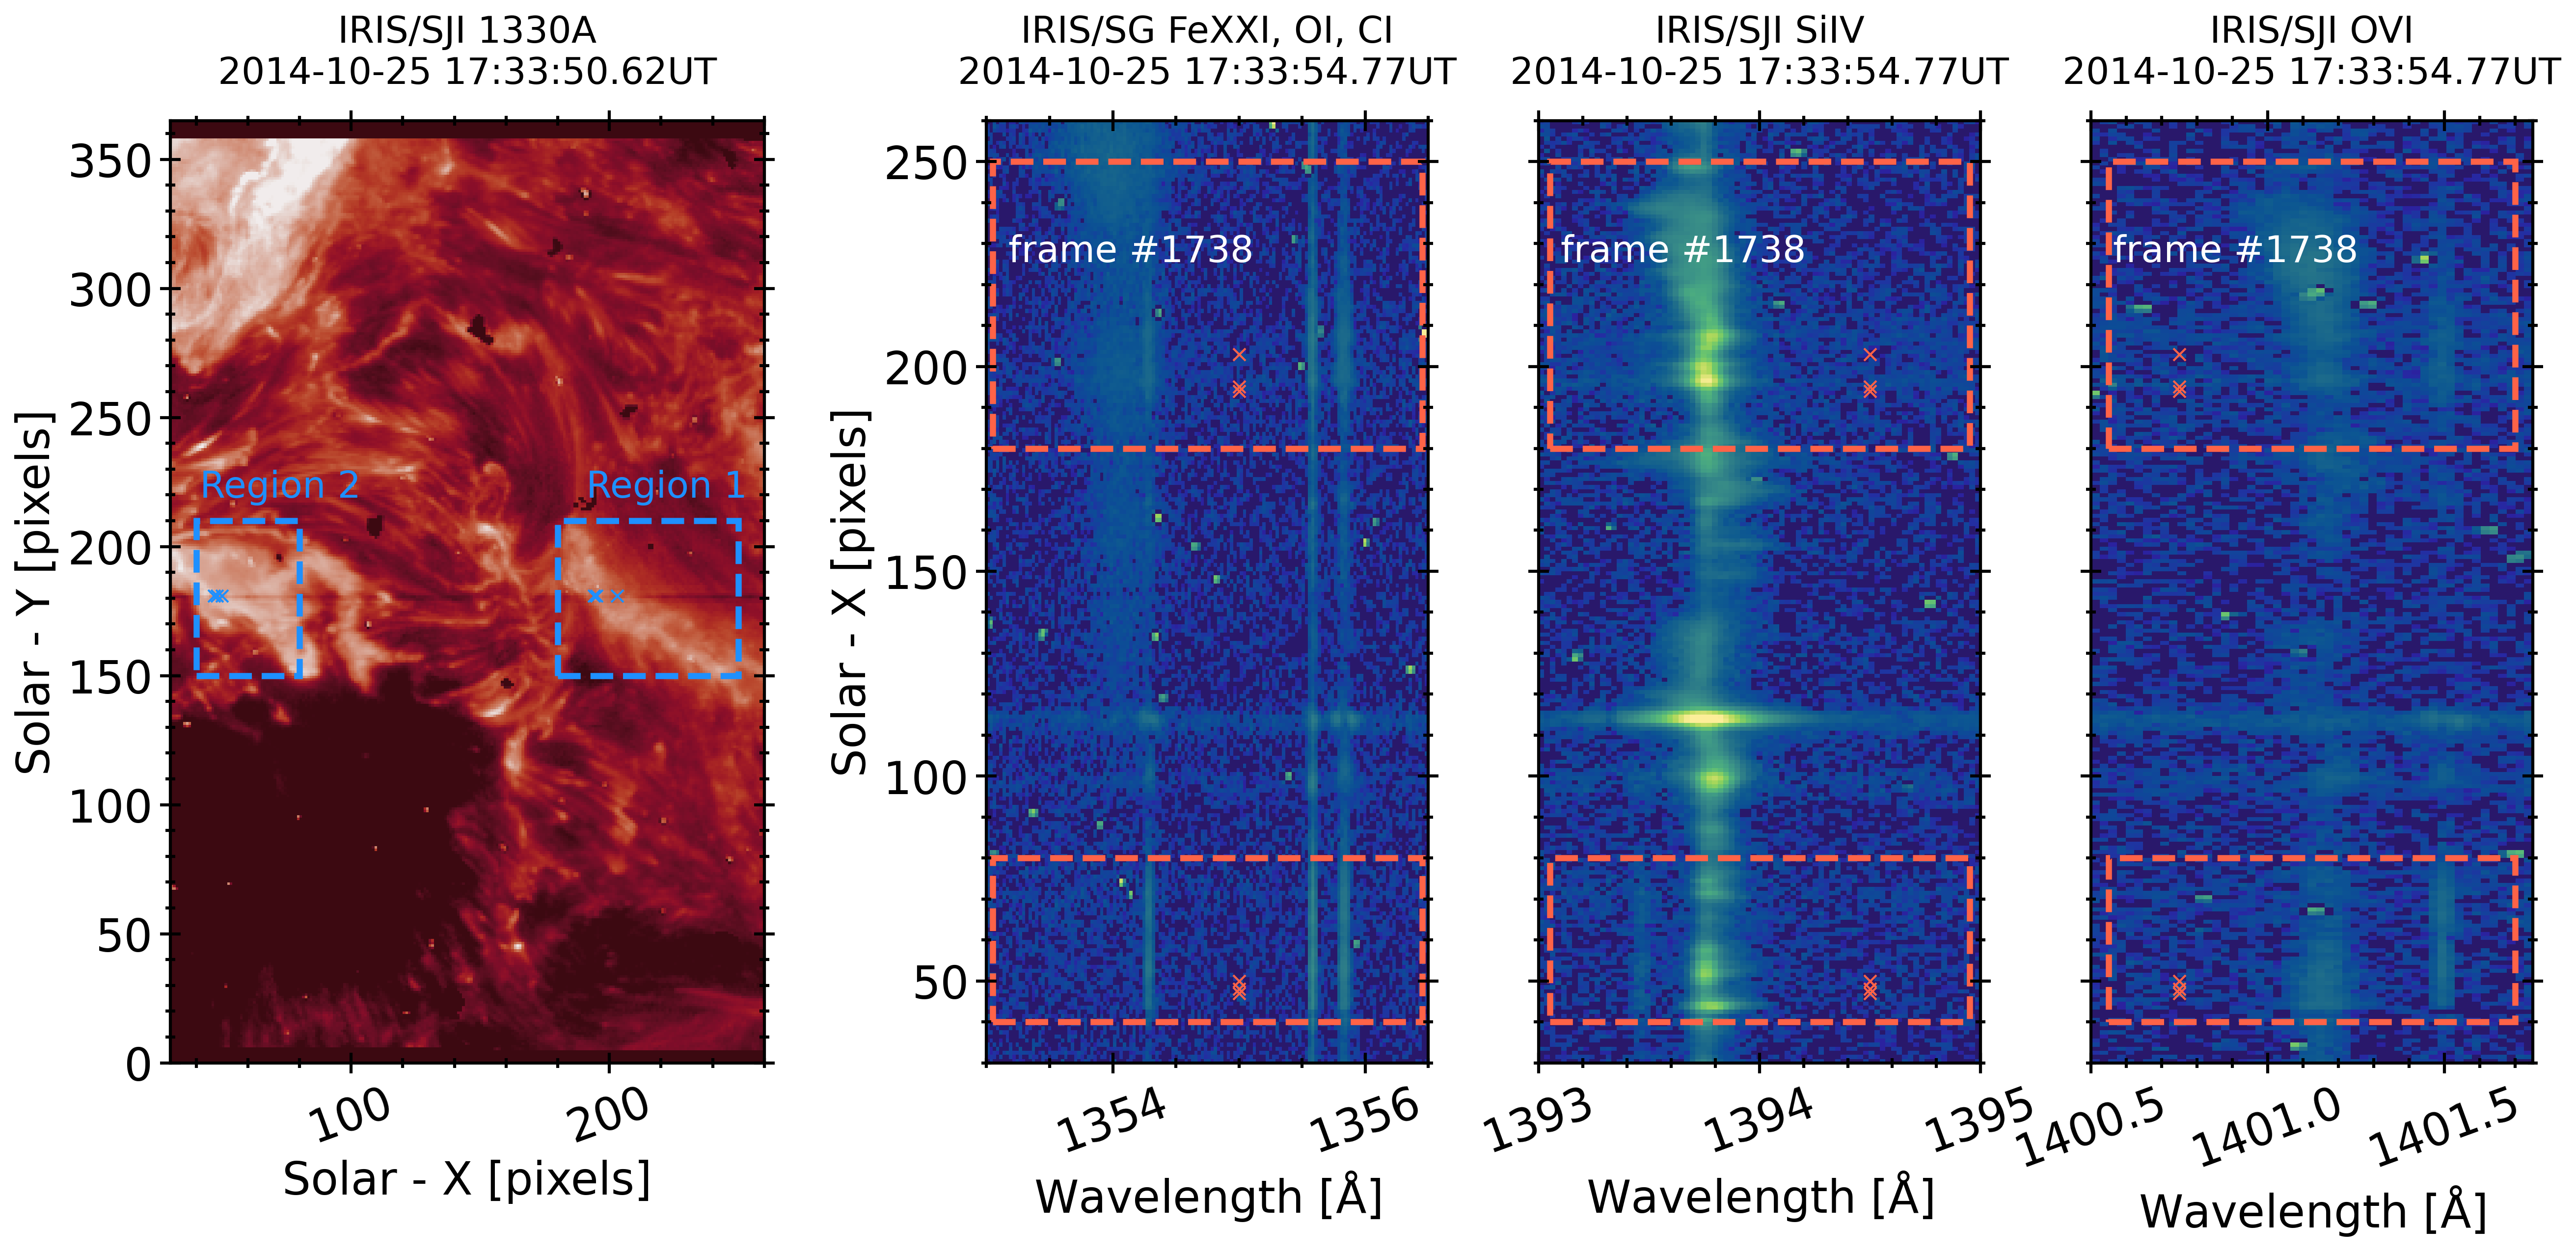 IRIS/SJI 1330A
2014-10-25 17:33:50.62UT
IRIS/SG FeXXI, OI, CI
2014-10-25 17:33:54.77UT
IRIS/SJI SiIV
2014-10-25 17:33:54.77UT
IRIS/SJI OVI
2014-10-25 17:33:54.77UT
Solar - Y [pixels]
350
300
250
200
150
100
50
0
Region 2
Region 1
100
200
Solar - X [pixels]
Solar - X [pixels]
250
200
150
100
50
frame #1738
1354
1356
Wavelength [Å]
frame #1738
1393
1394
1395
Wavelength [Å]
frame #1738
1400.5
1401.0
1401.5
Wavelength [Å]